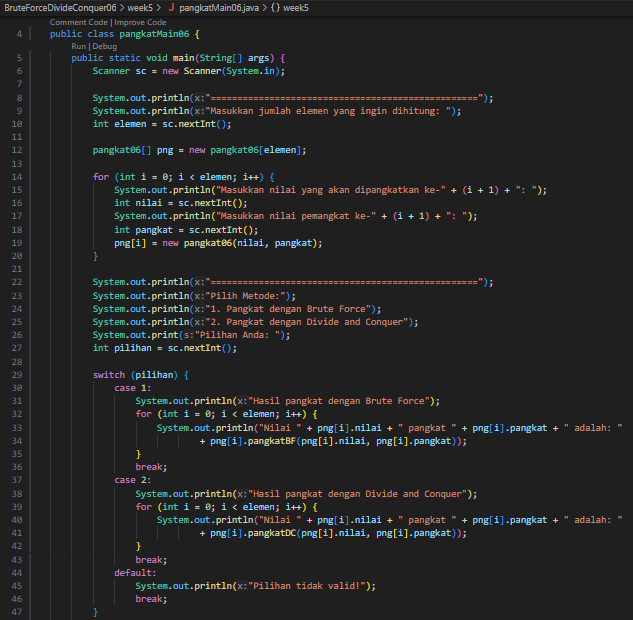 BruteForceDivideConquer06 > week5 > J pangkatMain06.java > {} week5
Comment Code | Improve Code
4 public class pangkatMain06 {
Run | Debug
5 public static void main(String[] args) {
6 Scanner sc = new Scanner(System.in);
7
8 System.out.println(x:"==================================================");
9 System.out.println(x:"Masukkan jumlah elemen yang ingin dihitung: ");
10 int elemen = sc.nextInt();
11
12 pangkat06[] png = new pangkat06[elemen];
13
14 for (int i = 0; i < elemen; i++) {
15 System.out.println("Masukkan nilai yang akan dipangkatkan ke-" + (i + 1) + ": ");
16 int nilai = sc.nextInt();
17 System.out.println("Masukkan nilai pemangkat ke-" + (i + 1) + ": ");
18 int pangkat = sc.nextInt();
19 png[i] = new pangkat06(nilai, pangkat);
20 }
21
22 System.out.println(x:"==================================================");
23 System.out.println(x:"Pilih Metode:");
24 System.out.println(x:"1. Pangkat dengan Brute Force");
25 System.out.println(x:"2. Pangkat dengan Divide and Conquer");
26 System.out.print(s:"Pilihan Anda: ");
27 int pilihan = sc.nextInt();
28
29 switch (pilihan) {
30 case 1:
31 System.out.println(x:"Hasil pangkat dengan Brute Force");
32 for (int i = 0; i < elemen; i++) {
33 System.out.println("Nilai " + png[i].nilai + " pangkat " + png[i].pangkat + " adalah: "
34 + png[i].pangkatBF(png[i].nilai, png[i].pangkat));
35 }
36 break;
37 case 2:
38 System.out.println(x:"Hasil pangkat dengan Divide and Conquer");
39 for (int i = 0; i < elemen; i++) {
40 System.out.println("Nilai " + png[i].nilai + " pangkat " + png[i].pangkat + " adalah: "
41 + png[i].pangkatDC(png[i].nilai, png[i].pangkat));
42 }
43 break;
44 default:
45 System.out.println(x:"Pilihan tidak valid!");
46 break;
47 }